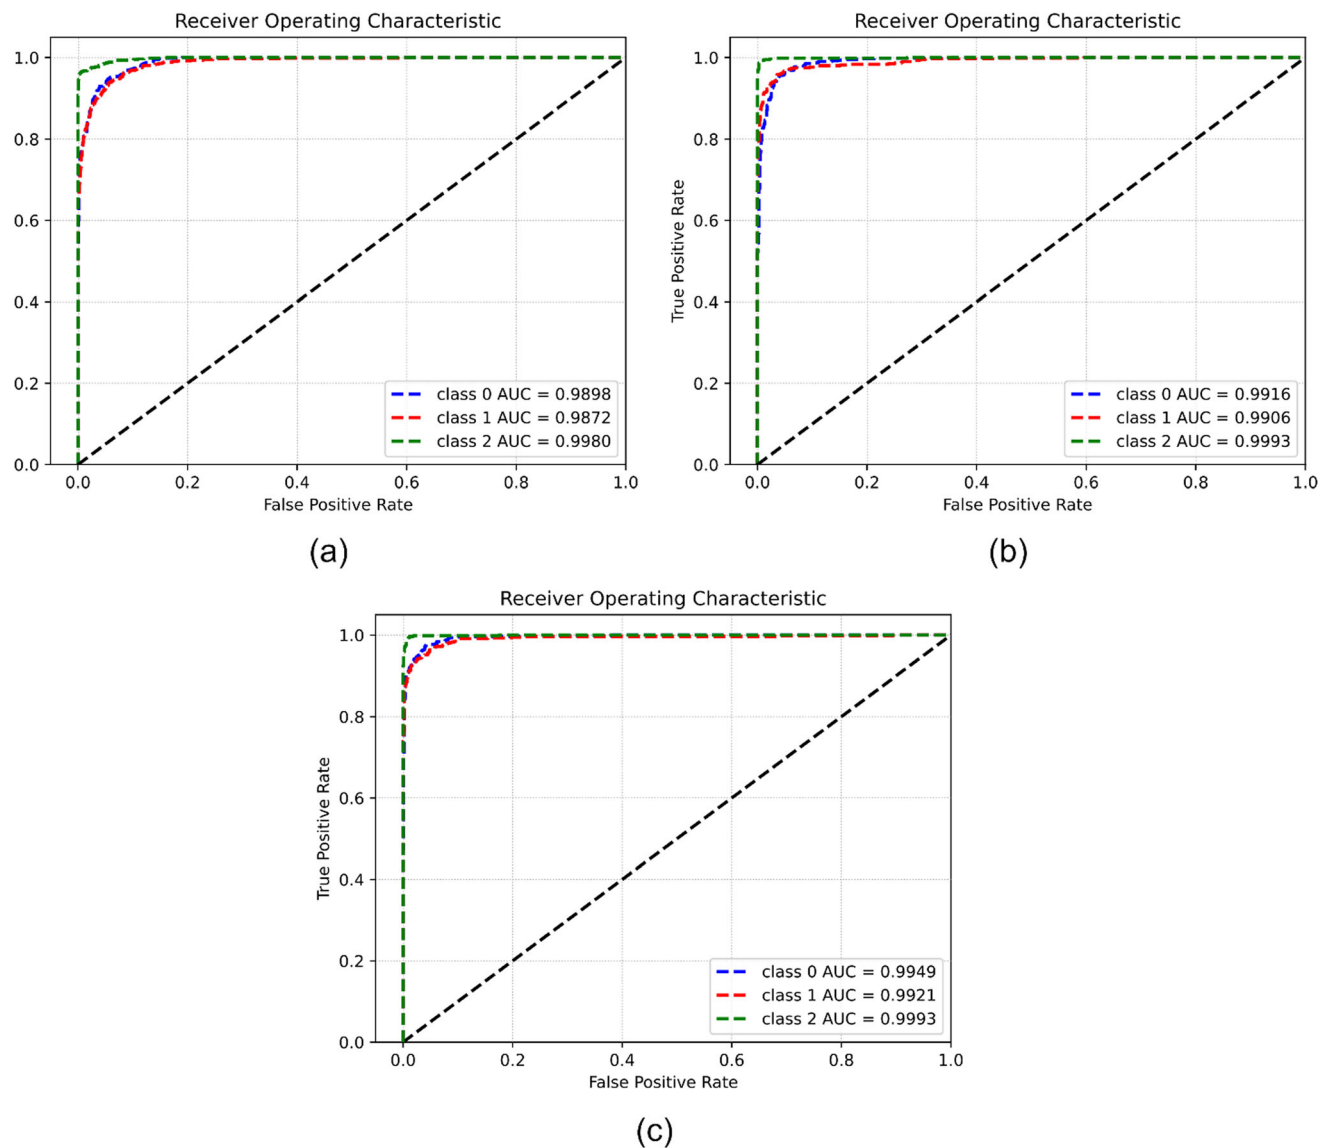 Receiver Operating Characteristic
1.0
0.8
0.6
0.4
0.2
0.0
class 0 AUC = 0.9898
class 1 AUC = 0.9872
class 2 AUC = 0.9980
0.0 0.2 0.4 0.6 0.8 1.0
False Positive Rate
(a)
Receiver Operating Characteristic
True Positive Rate
1.0
0.8
0.6
0.4
0.2
0.0
class 0 AUC = 0.9916
class 1 AUC = 0.9906
class 2 AUC = 0.9993
0.0 0.2 0.4 0.6 0.8 1.0
False Positive Rate
(b)
Receiver Operating Characteristic
True Positive Rate
1.0
0.8
0.6
0.4
0.2
0.0
class 0 AUC = 0.9949
class 1 AUC = 0.9921
class 2 AUC = 0.9993
0.0 0.2 0.4 0.6 0.8 1.0
False Positive Rate
(c)